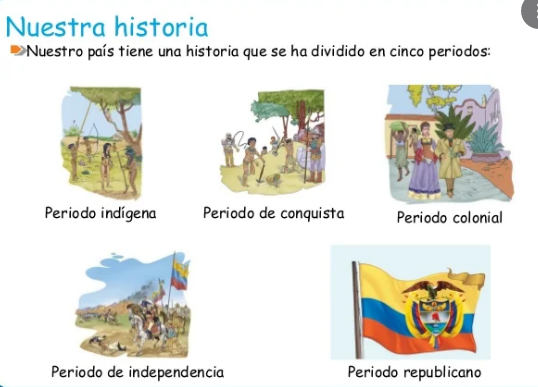 Nuestra historia
Nuestro país tiene una historia que se ha dividido en cinco periodos:
Periodo indígena
Periodo de conquista
Periodo colonial
Periodo de independencia
Periodo republicano